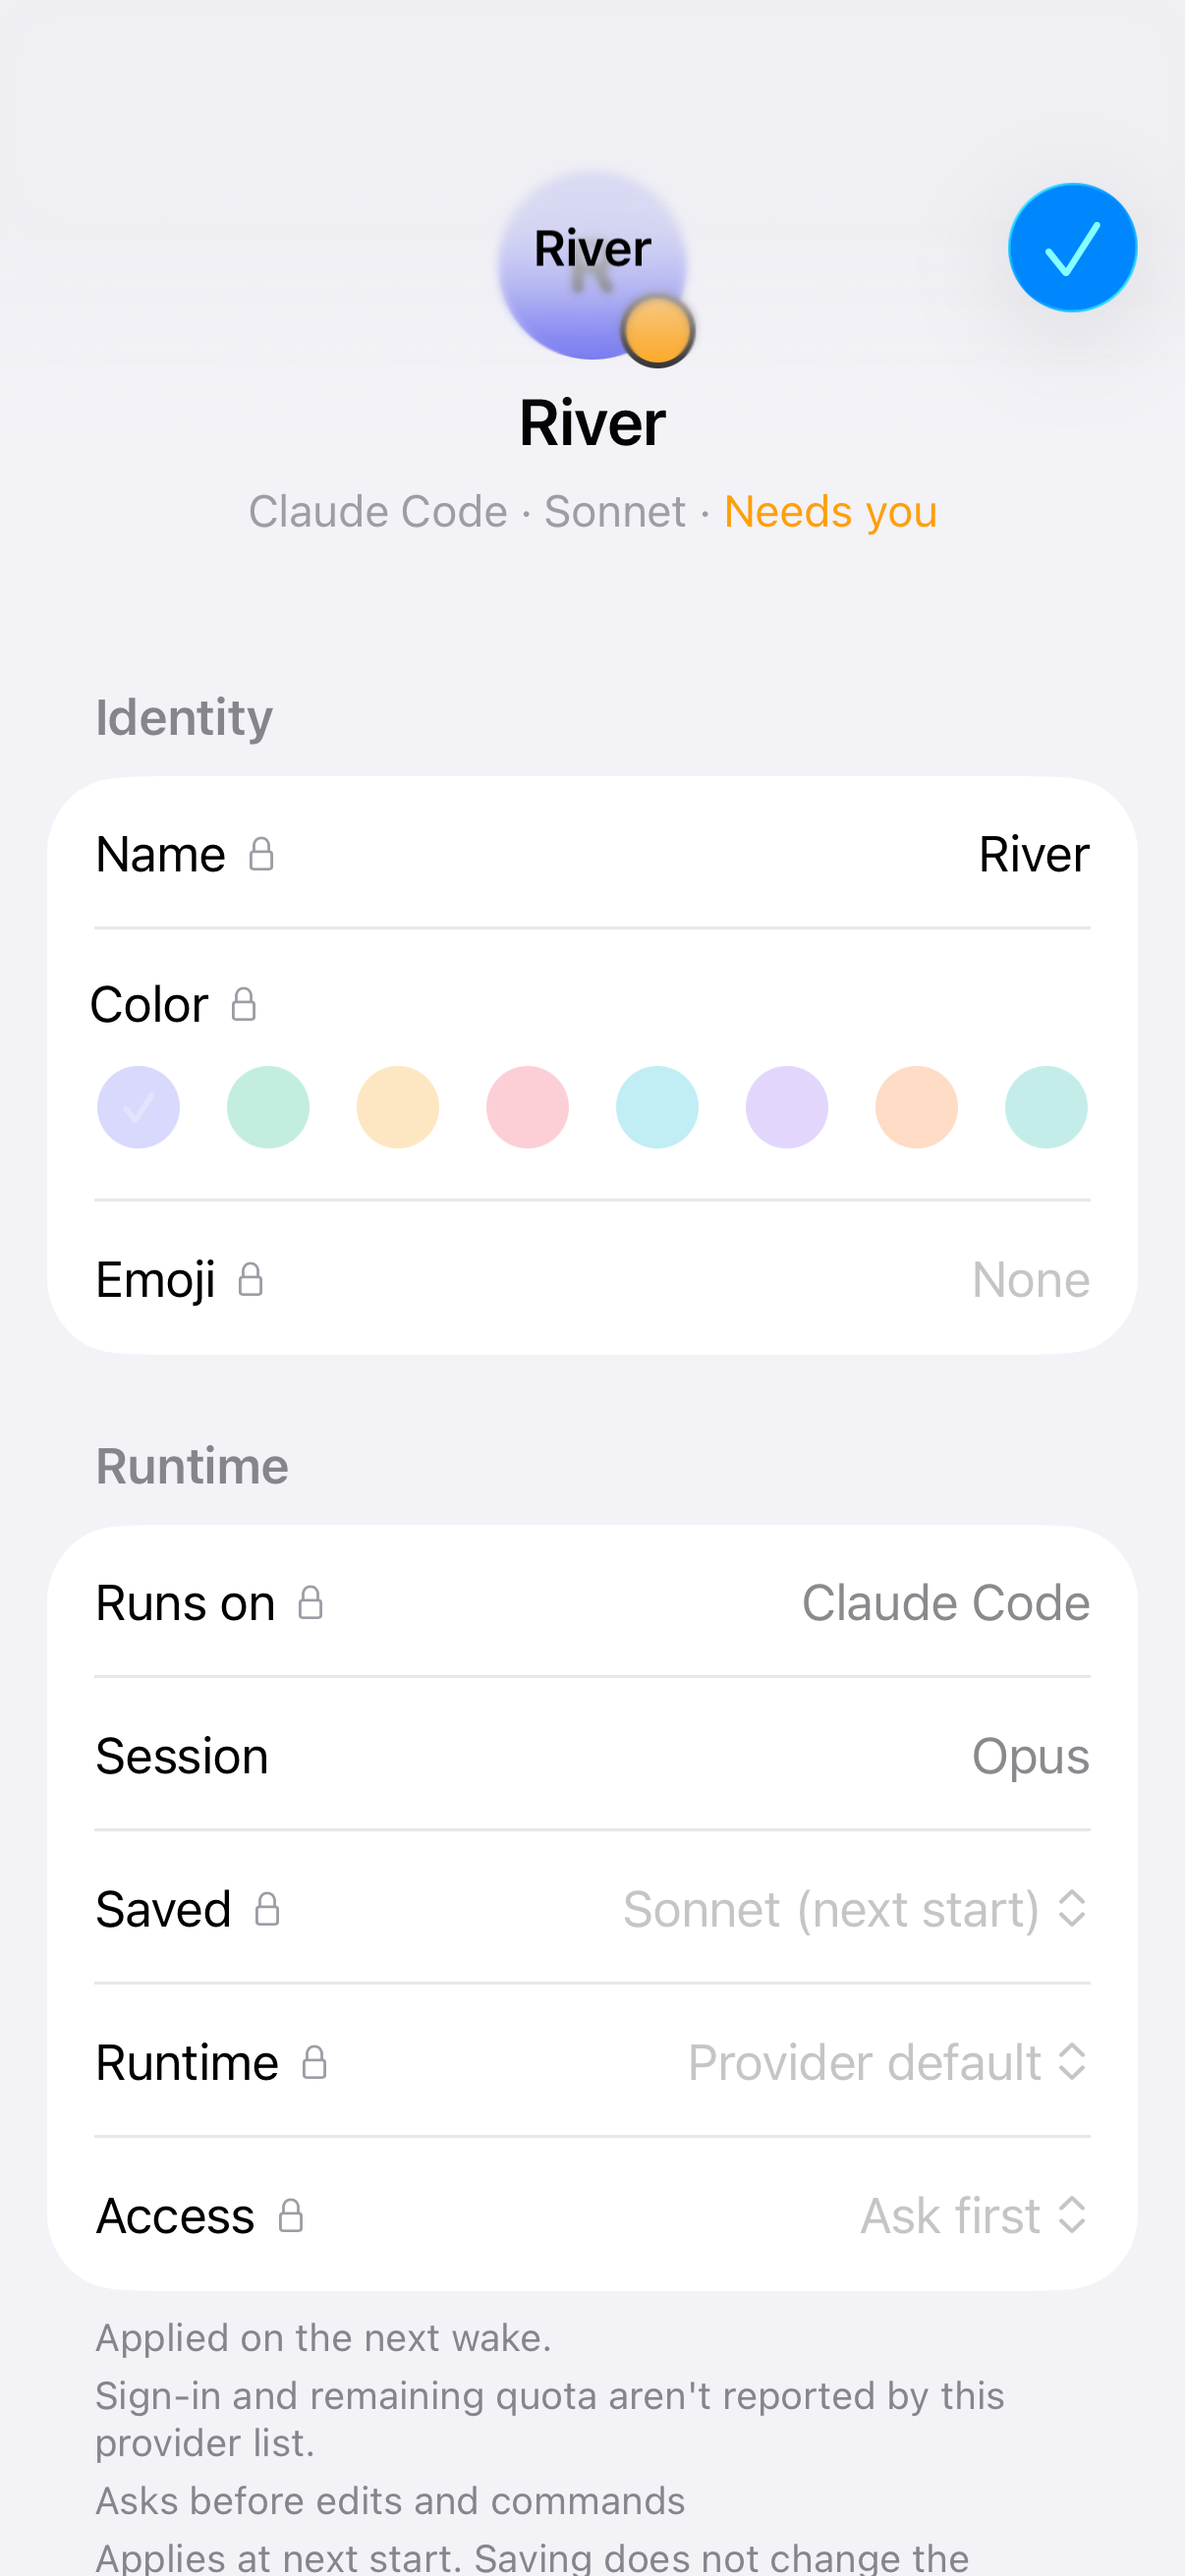 River
R
River
Claude Code · Sonnet · Needs you
Identity
Name River
Color
Emoji None
Runtime
Runs on Claude Code
Session Opus
Saved Sonnet (next start)
Runtime Provider default
Access Ask first
Applied on the next wake.
Sign-in and remaining quota aren't reported by this
provider list.
Asks before edits and commands
Applies at next start. Saving does not change the